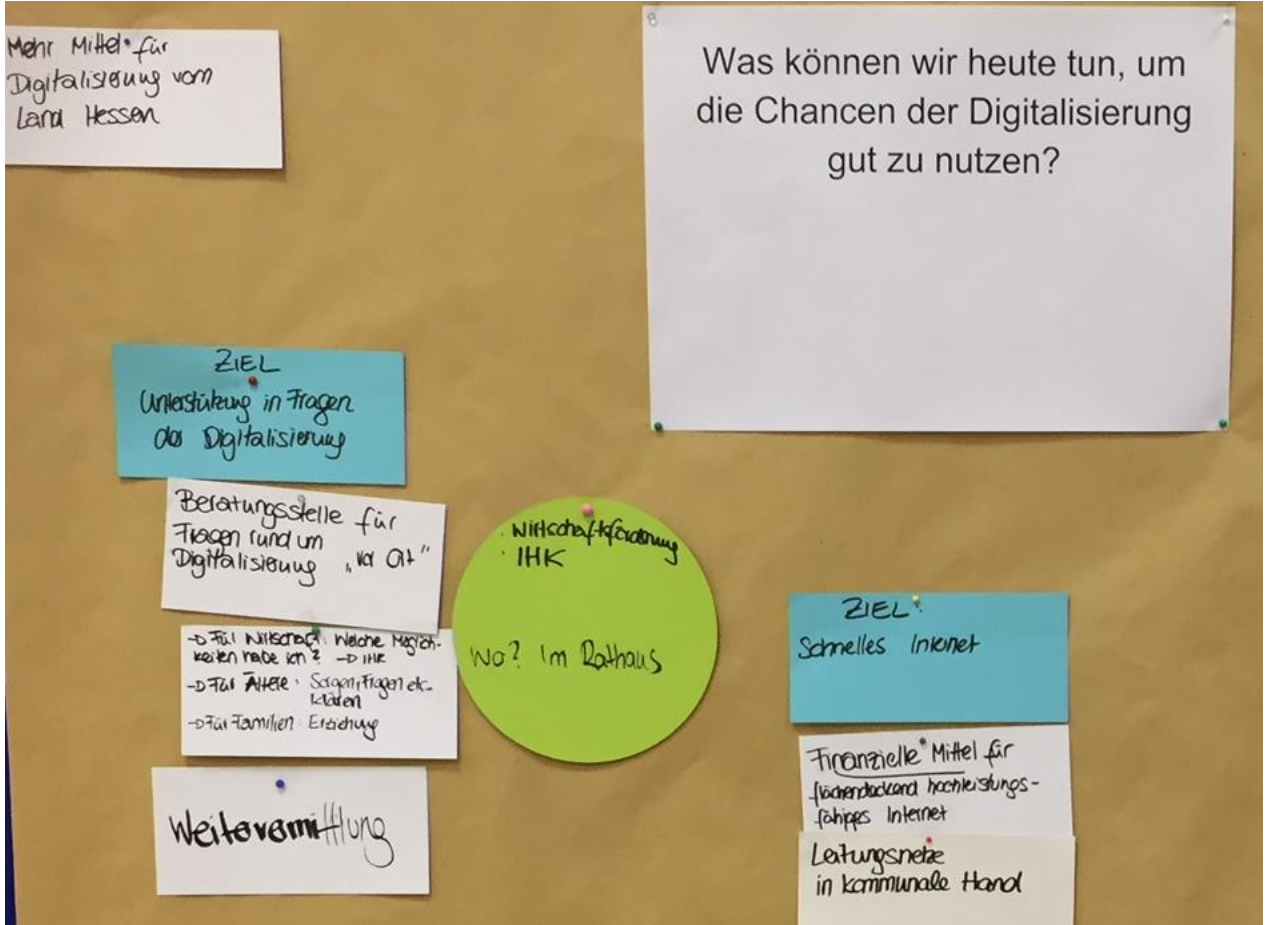 Mehr Mittel für
Digitalisierung vom
Land Hessen
Was können wir heute tun, um
die Chancen der Digitalisierung
gut zu nutzen?
ZIEL
Unterstützung in Fragen
der Digitalisierung
Beratungsstelle für
Fragen rund um
Digitalisierung „vor Ort"
→ Für Wirtschaft: Welche Möglich-
keiten habe ich? → IHK
→ Für Ältere: Sorgen, Fragen etc.
klären
→ Für Familien: Erziehung
Weitervermittlung
· Wirtschaftsförderung
· IHK
Wo? Im Rathaus
ZIEL:
Schnelles Internet
Finanzielle Mittel für
flächendeckend hochleistungs-
fähiges Internet
Leitungsnetze
in kommunale Hand